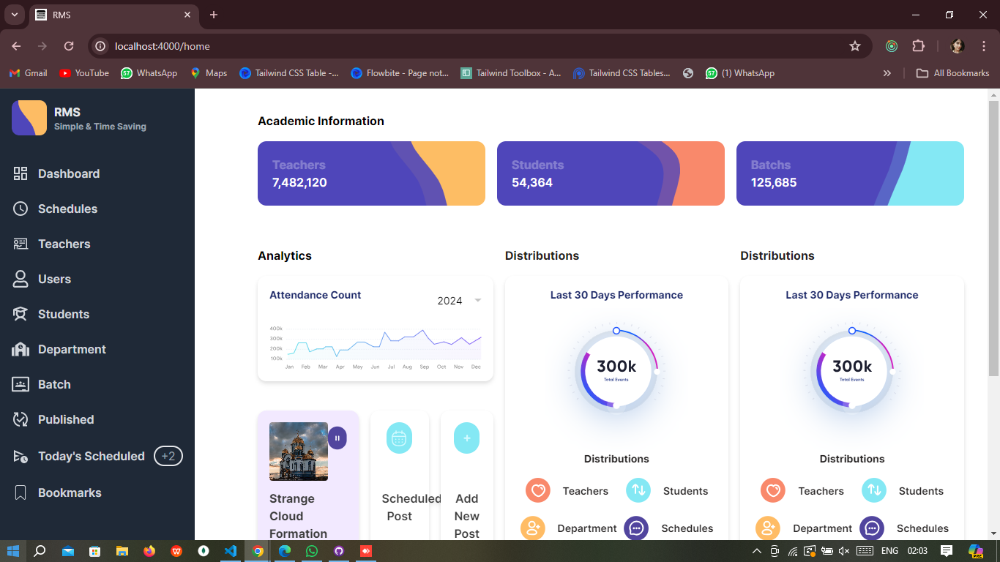 RMS
localhost:4000/home
Gmail
YouTube
WhatsApp
Maps
Tailwind CSS Table -...
Flowbite - Page not...
Tailwind Toolbox - A...
Tailwind CSS Tables...
(1) WhatsApp
All Bookmarks
RMS
Simple & Time Saving
Dashboard
Schedules
Teachers
Users
Students
Department
Batch
Published
Today's Scheduled +2
Bookmarks
Academic Information
Teachers
7,482,120
Students
54,364
Batchs
125,685
Analytics
Attendance Count
2024
400k
300k
200k
100k
Jan Feb Mar Apr May Jun Jul Aug Sep Oct Nov Dec
Strange
Cloud
Formation
Scheduled
Post
Add
New
Post
Distributions
Last 30 Days Performance
300k
Total Events
Distributions
Teachers
Students
Department
Schedules
Distributions
Last 30 Days Performance
300k
Total Events
Distributions
Teachers
Students
Department
Schedules
ENG
02:03
PRE